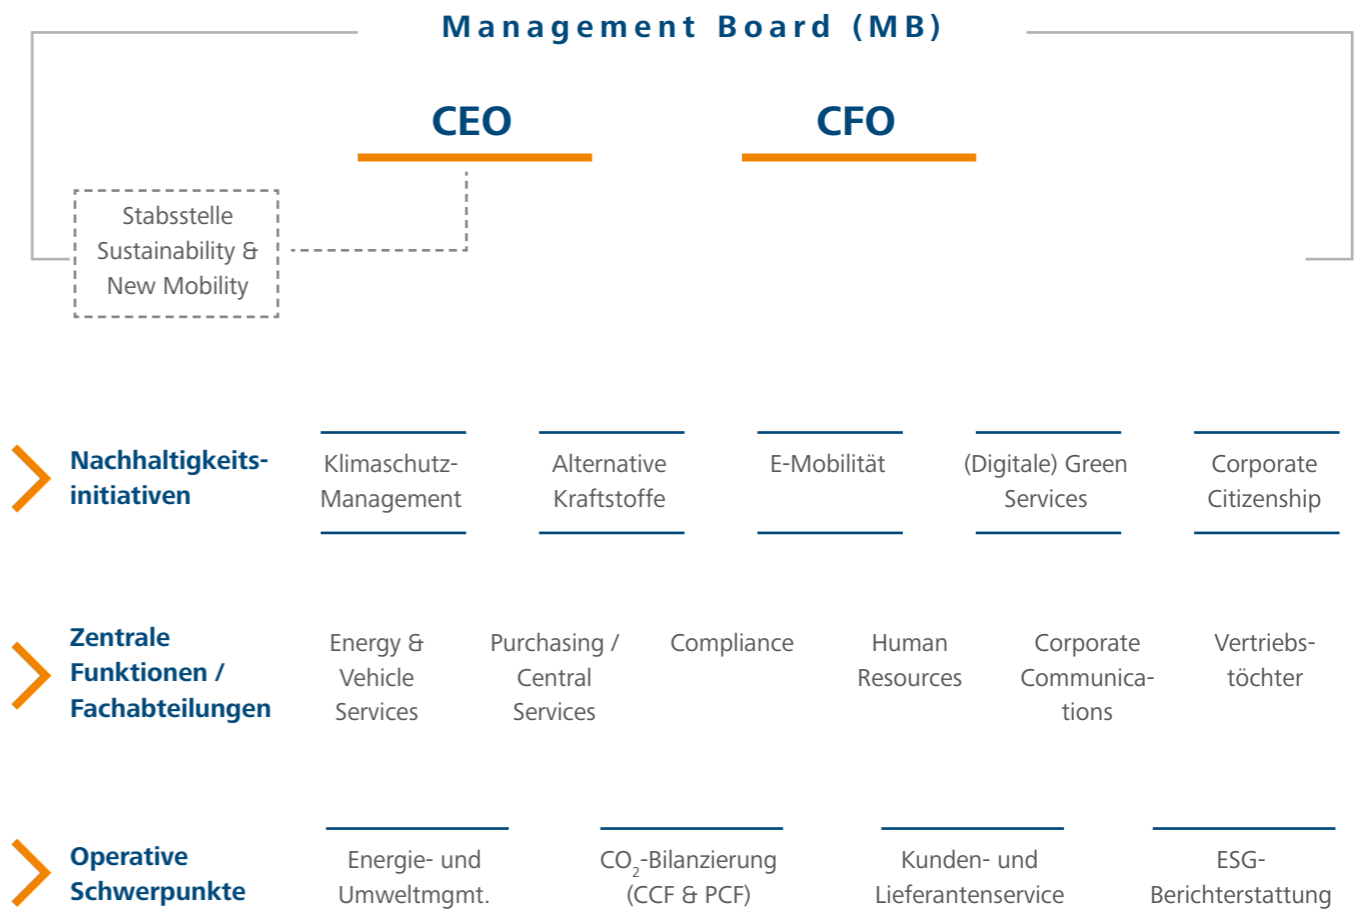 Management Board (MB)
CEO
CFO
Stabsstelle
Sustainability &
New Mobility
Nachhaltigkeits-
initiativen
Klimaschutz-
Management
Alternative
Kraftstoffe
E-Mobilität
(Digitale) Green
Services
Corporate
Citizenship
Zentrale
Funktionen /
Fachabteilungen
Energy &
Vehicle
Services
Purchasing /
Central
Services
Compliance
Human
Resources
Corporate
Communica-
tions
Vertriebs-
töchter
Operative
Schwerpunkte
Energie- und
Umweltmgmt.
CO₂-Bilanzierung
(CCF & PCF)
Kunden- und
Lieferantenservice
ESG-
Berichterstattung